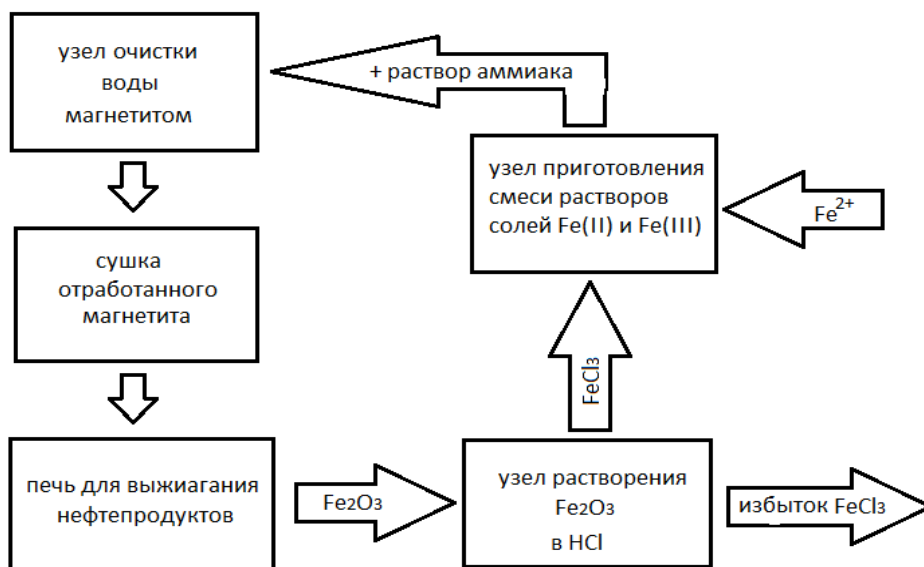 узел очистки
воды
магнетитом
+ раствор аммиака
узел приготовления
смеси растворов
солей Fe(II) и Fe(III)
Fe²⁺
сушка
отработанного
магнетита
FeCl₃
печь для выжиагания
нефтепродуктов
Fe₂O₃
узел растворения
Fe₂O₃
в HCl
избыток FeCl₃